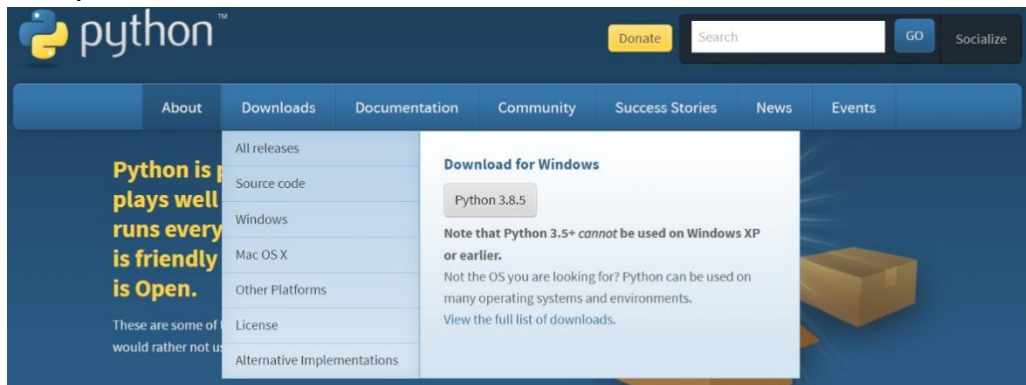 python™
Donate
Search
GO
Socialize
About
Downloads
Documentation
Community
Success Stories
News
Events
Python is
plays well
runs every
is friendly
is Open.
These are some of
would rather not
All releases
Source code
Windows
Mac OS X
Other Platforms
License
Alternative Implementations
Download for Windows
Python 3.8.5
Note that Python 3.5+ cannot be used on Windows XP
or earlier.
Not the OS you are looking for? Python can be used on
many operating systems and environments.
View the full list of downloads.